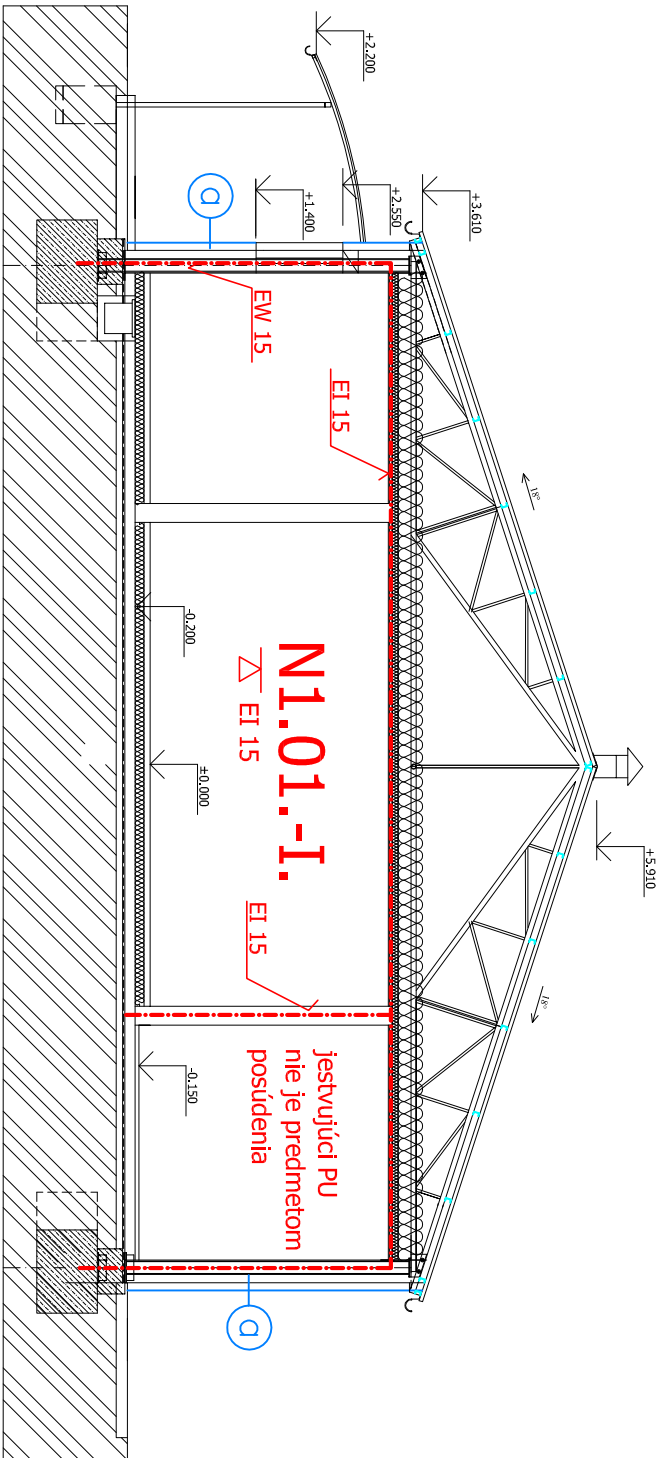 +5.910
18°
18°
+3.610
+2.550
+2.200
+1.400
EI 15
EW 15
N1.01.-I.
EI 15
EI 15
jestvujúci PU
nie je predmetom
posúdenia
-0.200
±0.000
-0.150
a
a